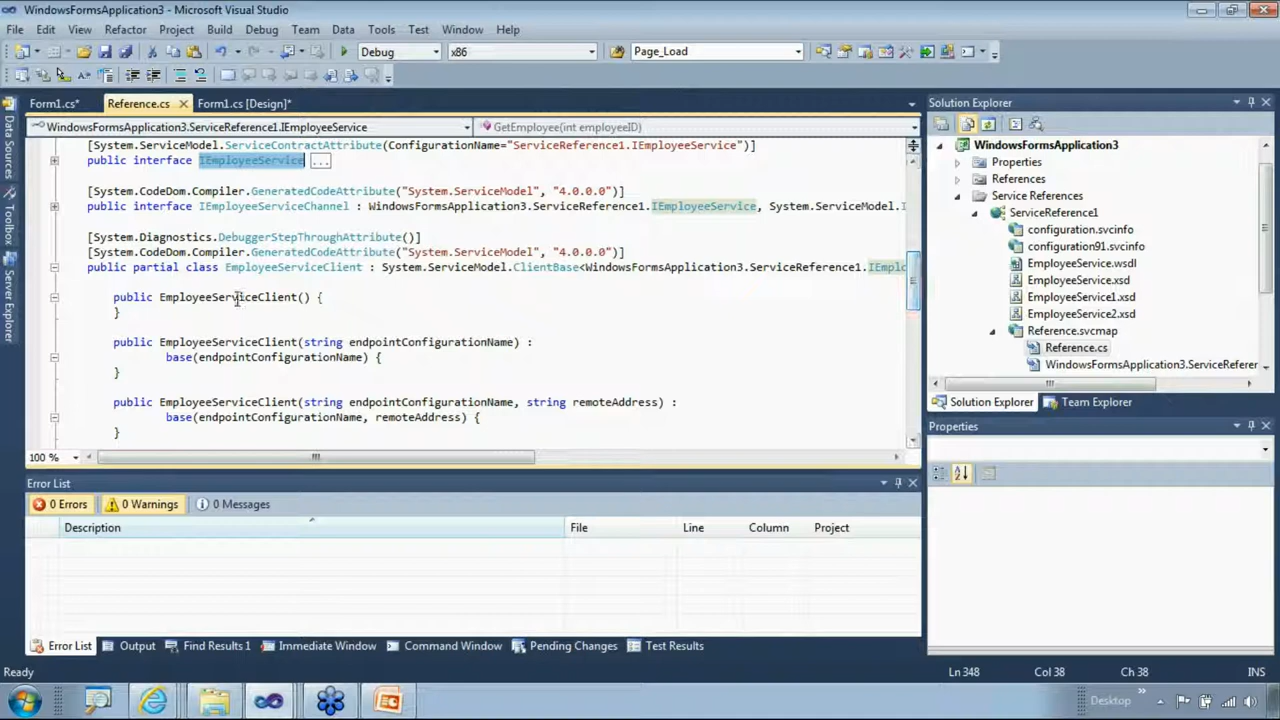 WindowsFormsApplication3 - Microsoft Visual Studio
File Edit View Refactor Project Build Debug Team Data Tools Test Window Help
Debug x86 Page_Load
Form1.cs* Reference.cs Form1.cs [Design]*
WindowsFormsApplication3.ServiceReference1.IEmployeeService GetEmployee(int employeeID)
[System.ServiceModel.ServiceContractAttribute(ConfigurationName="ServiceReference1.IEmployeeService")]
public interface IEmployeeService ...
[System.CodeDom.Compiler.GeneratedCodeAttribute("System.ServiceModel", "4.0.0.0")]
public interface IEmployeeServiceChannel : WindowsFormsApplication3.ServiceReference1.IEmployeeService, System.ServiceModel.I
[System.Diagnostics.DebuggerStepThroughAttribute()]
[System.CodeDom.Compiler.GeneratedCodeAttribute("System.ServiceModel", "4.0.0.0")]
public partial class EmployeeServiceClient : System.ServiceModel.ClientBase<WindowsFormsApplication3.ServiceReference1.IEmplo
public EmployeeServiceClient() {
}
public EmployeeServiceClient(string endpointConfigurationName) :
base(endpointConfigurationName) {
}
public EmployeeServiceClient(string endpointConfigurationName, string remoteAddress) :
base(endpointConfigurationName, remoteAddress) {
}
100 %
Data Sources
Toolbox
Server Explorer
Solution Explorer
WindowsFormsApplication3
Properties
References
Service References
ServiceReference1
configuration.svcinfo
configuration91.svcinfo
EmployeeService.wsdl
EmployeeService.xsd
EmployeeService1.xsd
EmployeeService2.xsd
Reference.svcmap
Reference.cs
WindowsFormsApplication3.ServiceReferer
Solution Explorer Team Explorer
Properties
Error List
0 Errors 0 Warnings 0 Messages
Description File Line Column Project
Error List Output Find Results 1 Immediate Window Command Window Pending Changes Test Results
Ready Ln 348 Col 38 Ch 38 INS
Desktop